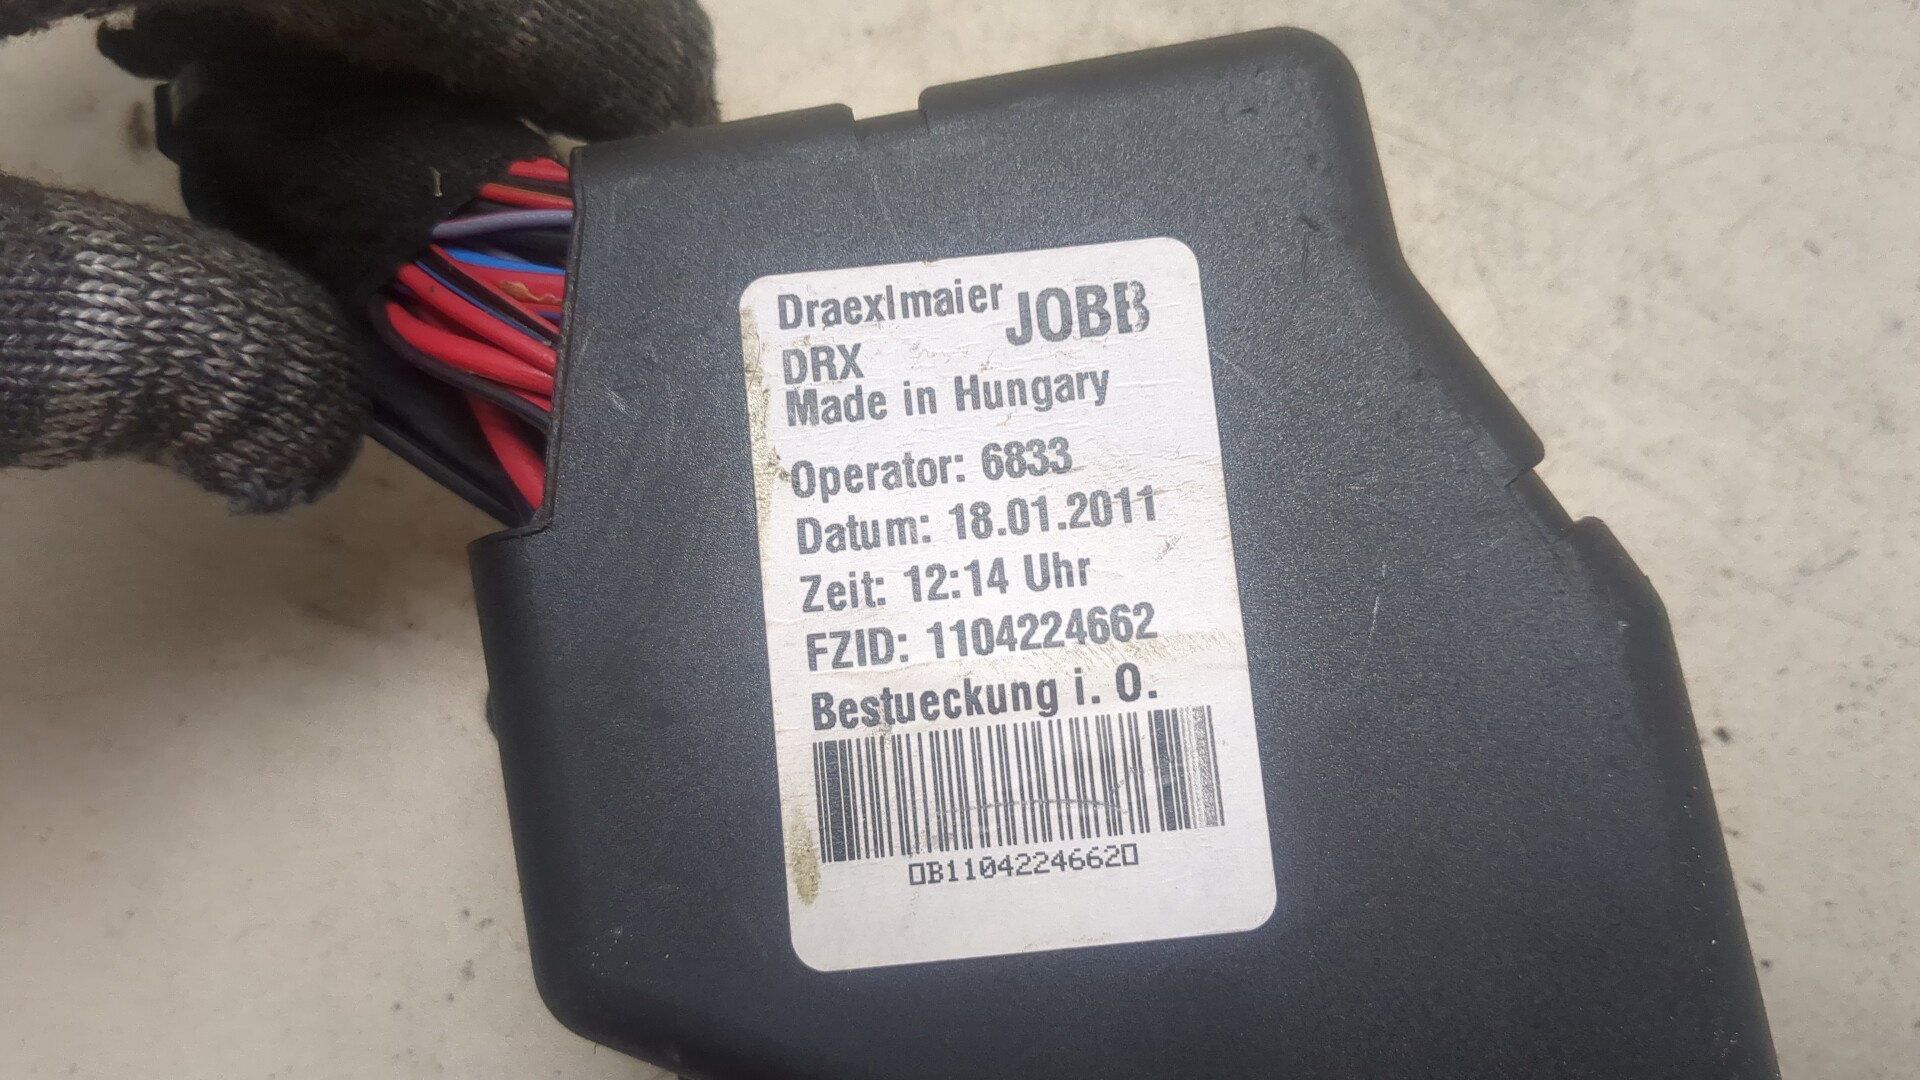 Draexlmaier JOBB
DRX
Made in Hungary
Operator: 6833
Datum: 18.01.2011
Zeit: 12:14 Uhr
FZID: 1104224662
Bestueckung i. O.
▯B1104224662▯